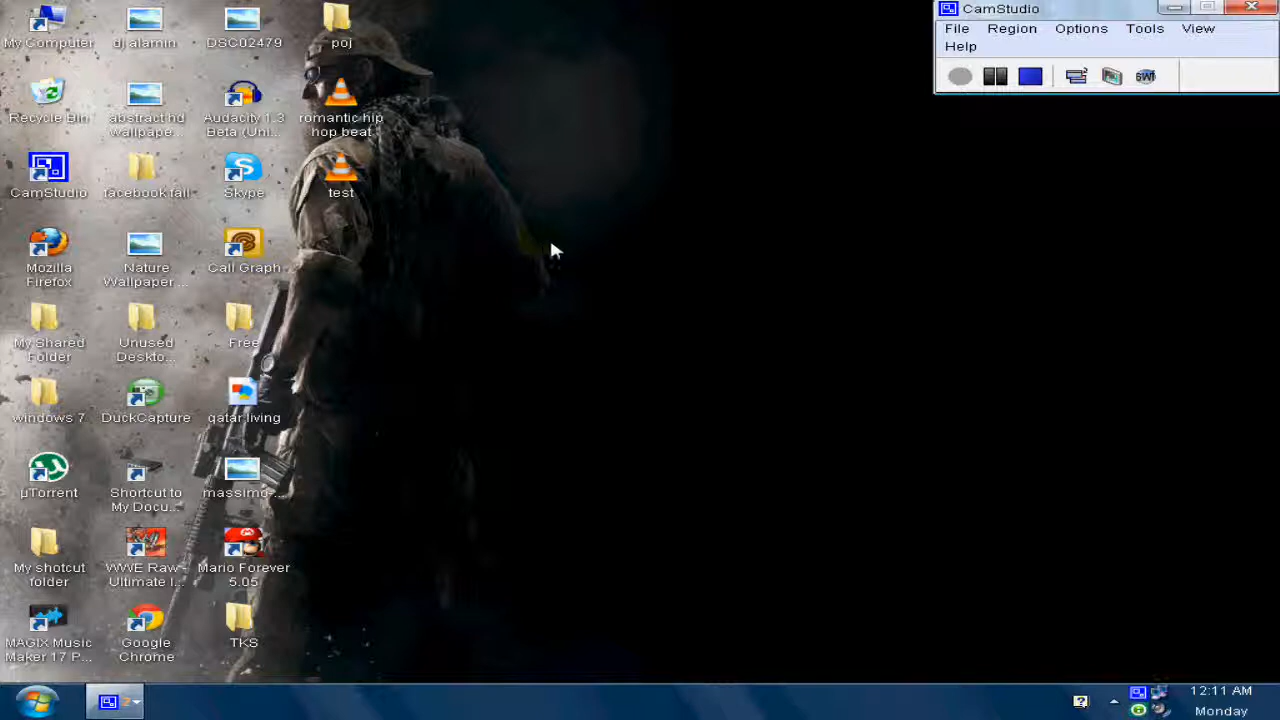 My Computer
dj alamin
DSC02479
poj
Recycle Bin
abstract hd
wallpape...
Audacity 1.3
Beta (Uni...
romantic hip
hop beat
CamStudio
facebook fail
Skype
test
Mozilla
Firefox
Nature
Wallpaper ...
Call Graph
My Shared
Folder
Unused
Deskto...
Free
windows 7
DuckCapture
qatar living
µTorrent
Shortcut to
My Docu...
massimo-...
My shotcut
folder
WWE Raw -
Ultimate I...
Mario Forever
5.05
MAGIX Music
Maker 17 P...
Google
Chrome
TKS
CamStudio
File Region Options Tools View
Help
SWF
12:11 AM
Monday